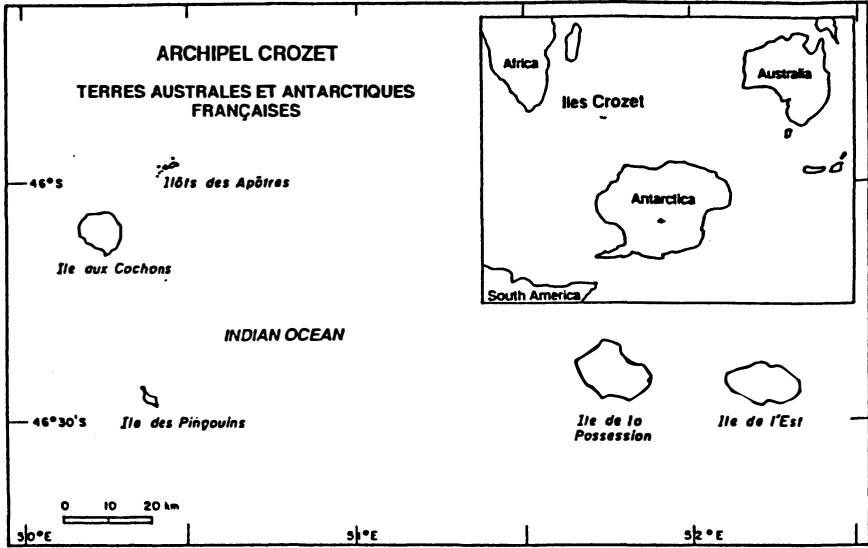 ARCHIPEL CROZET
TERRES AUSTRALES ET ANTARCTIQUES
FRANÇAISES
Africa
Australia
Iles Crozet
Antarctica
South America
46°S
Ilôts des Apôtres
Ile aux Cochons
INDIAN OCEAN
46°30'S
Ile des Pingouins
Ile de la
Possession
Ile de l'Est
0 10 20 km
50°E
51°E
52°E